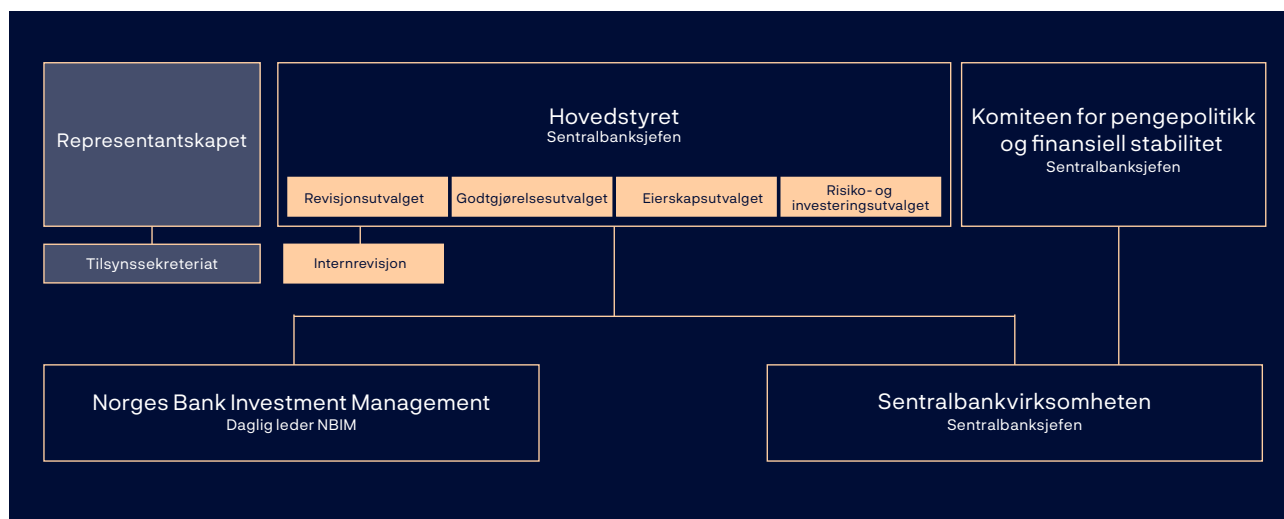 Representantskapet
Hovedstyret
Sentralbanksjefen
Revisjonsutvalget
Godtgjørelsesutvalget
Eierskapsutvalget
Risiko- og
investeringsutvalget
Komiteen for pengepolitikk
og finansiell stabilitet
Sentralbanksjefen
Tilsynssekreteriat
Internrevisjon
Norges Bank Investment Management
Daglig leder NBIM
Sentralbankvirksomheten
Sentralbanksjefen